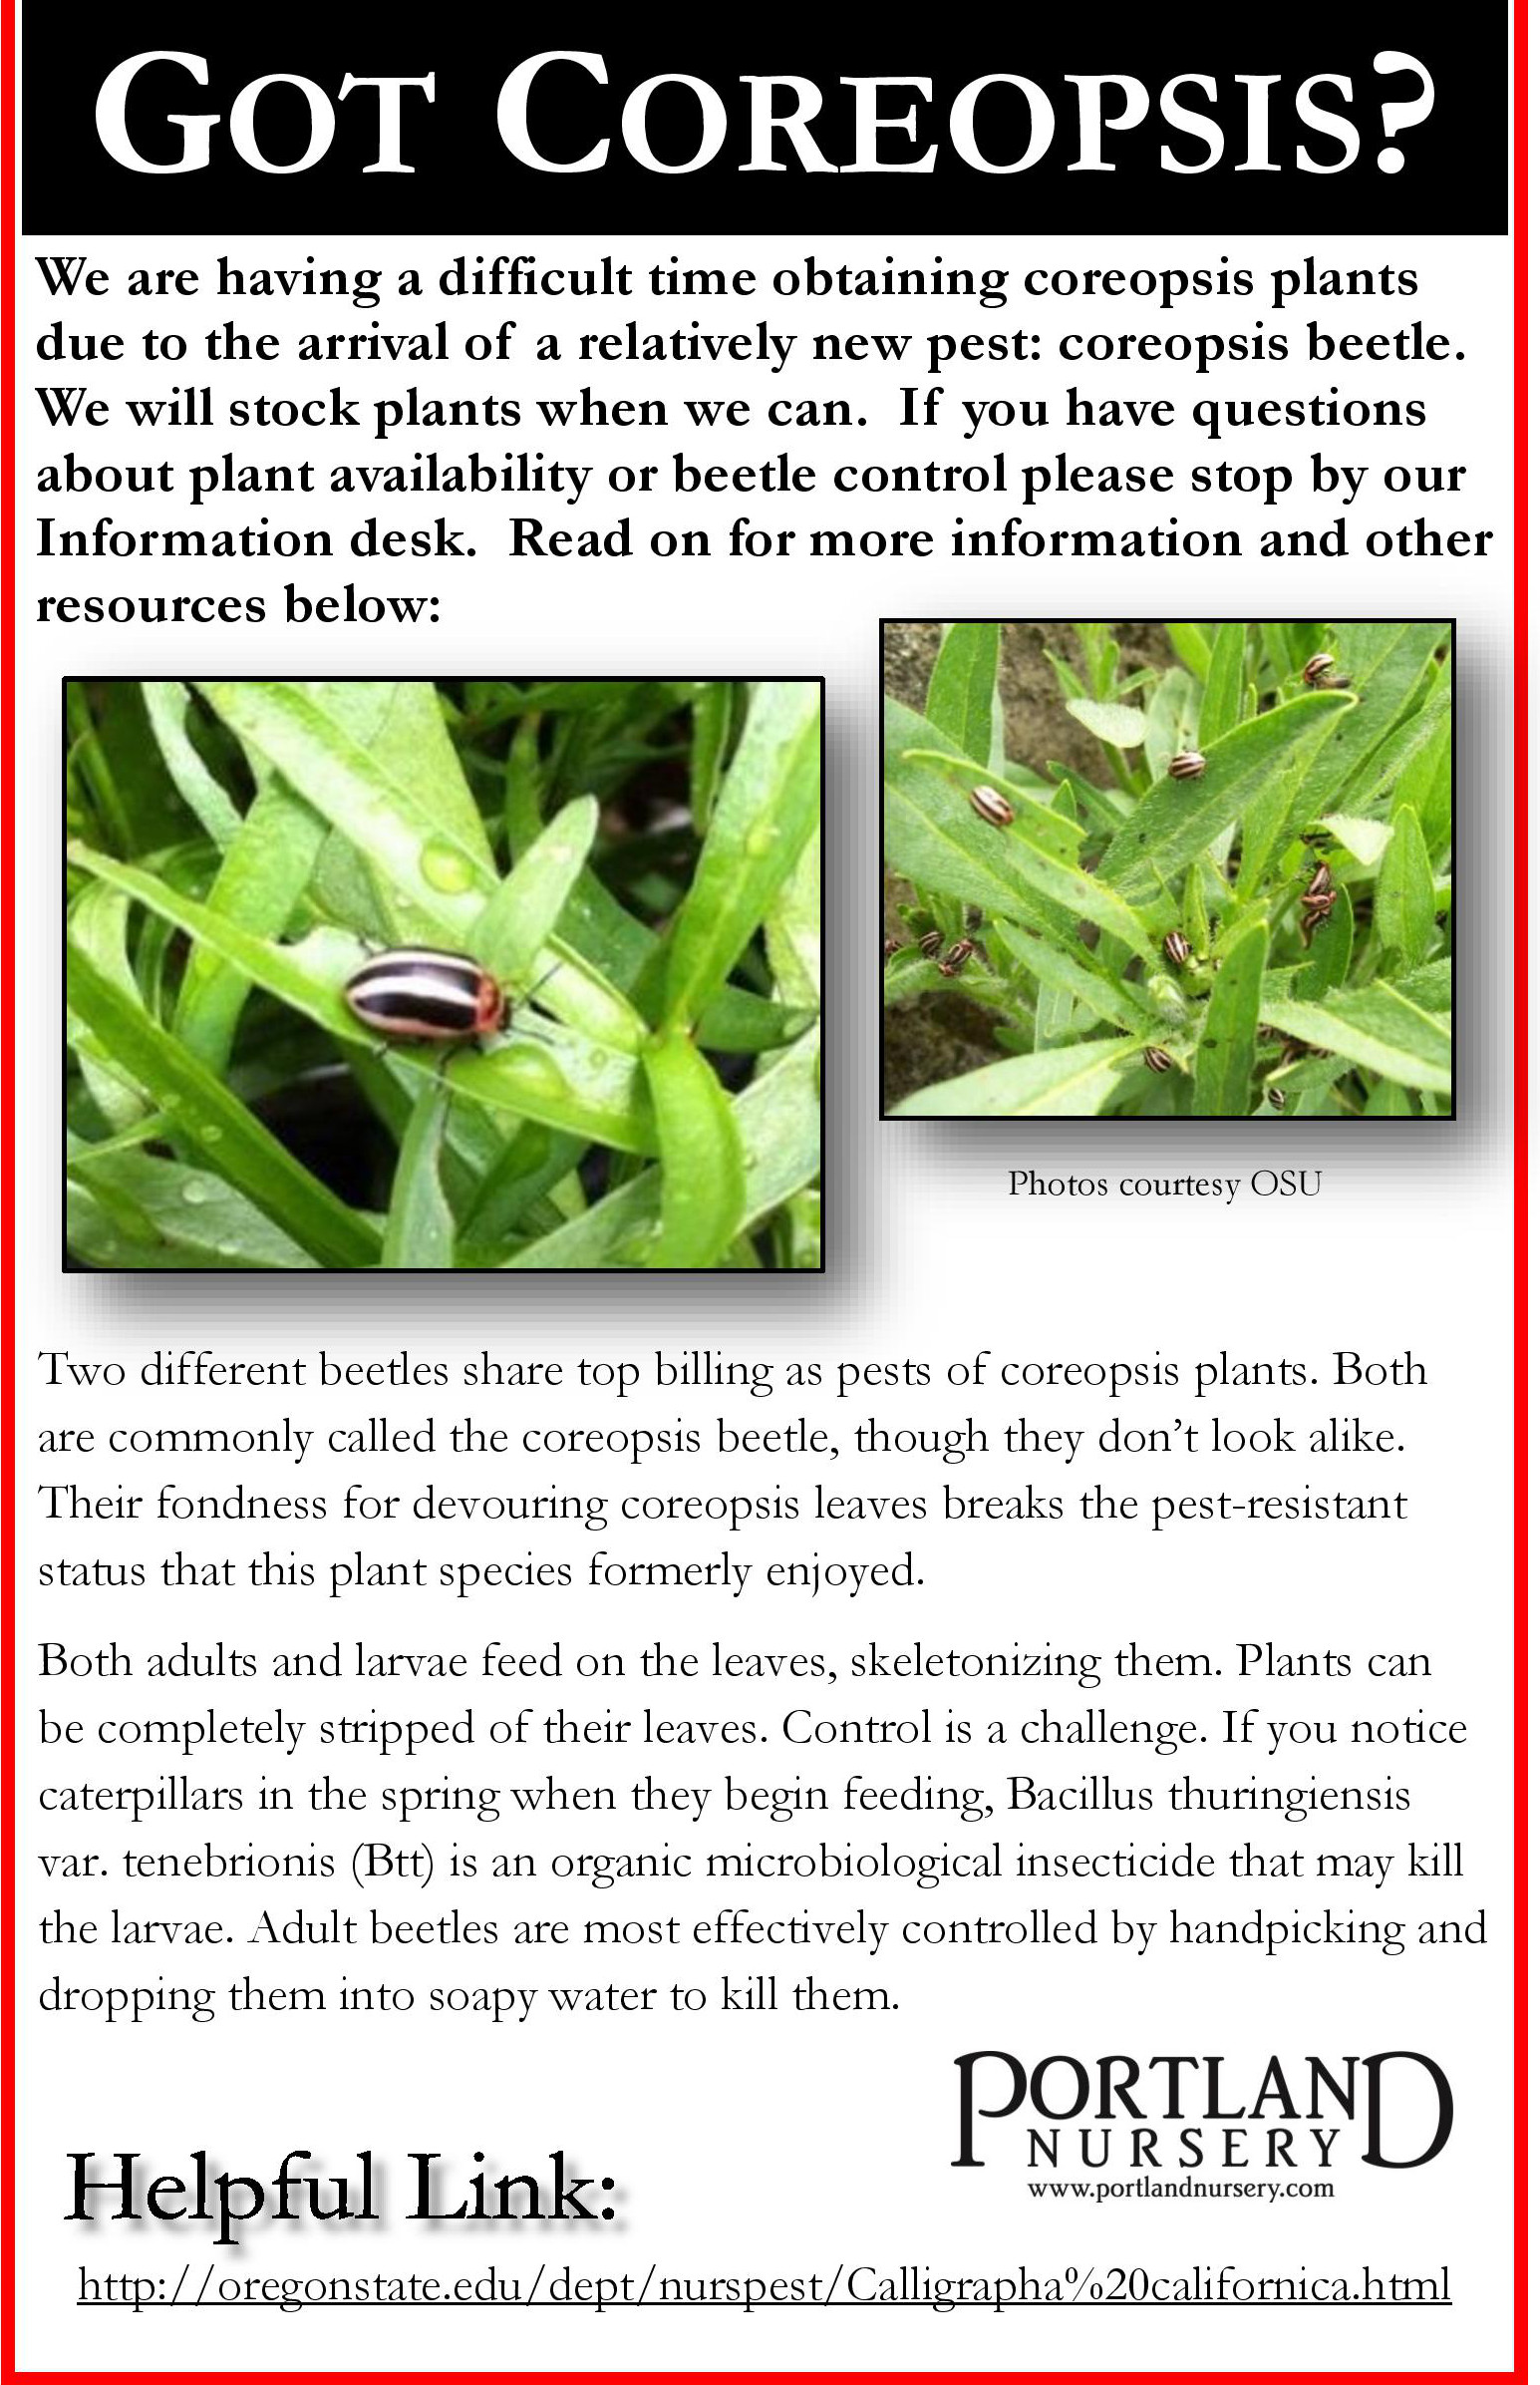 GOT COREOPSIS?
We are having a difficult time obtaining coreopsis plants
due to the arrival of a relatively new pest: coreopsis beetle.
We will stock plants when we can. If you have questions
about plant availability or beetle control please stop by our
Information desk. Read on for more information and other
resources below:
Photos courtesy OSU
Two different beetles share top billing as pests of coreopsis plants. Both
are commonly called the coreopsis beetle, though they don’t look alike.
Their fondness for devouring coreopsis leaves breaks the pest-resistant
status that this plant species formerly enjoyed.
Both adults and larvae feed on the leaves, skeletonizing them. Plants can
be completely stripped of their leaves. Control is a challenge. If you notice
caterpillars in the spring when they begin feeding, Bacillus thuringiensis
var. tenebrionis (Btt) is an organic microbiological insecticide that may kill
the larvae. Adult beetles are most effectively controlled by handpicking and
dropping them into soapy water to kill them.
PORTLAND
NURSERY
www.portlandnursery.com
Helpful Link:
http://oregonstate.edu/dept/nurspest/Calligrapha%20californica.html